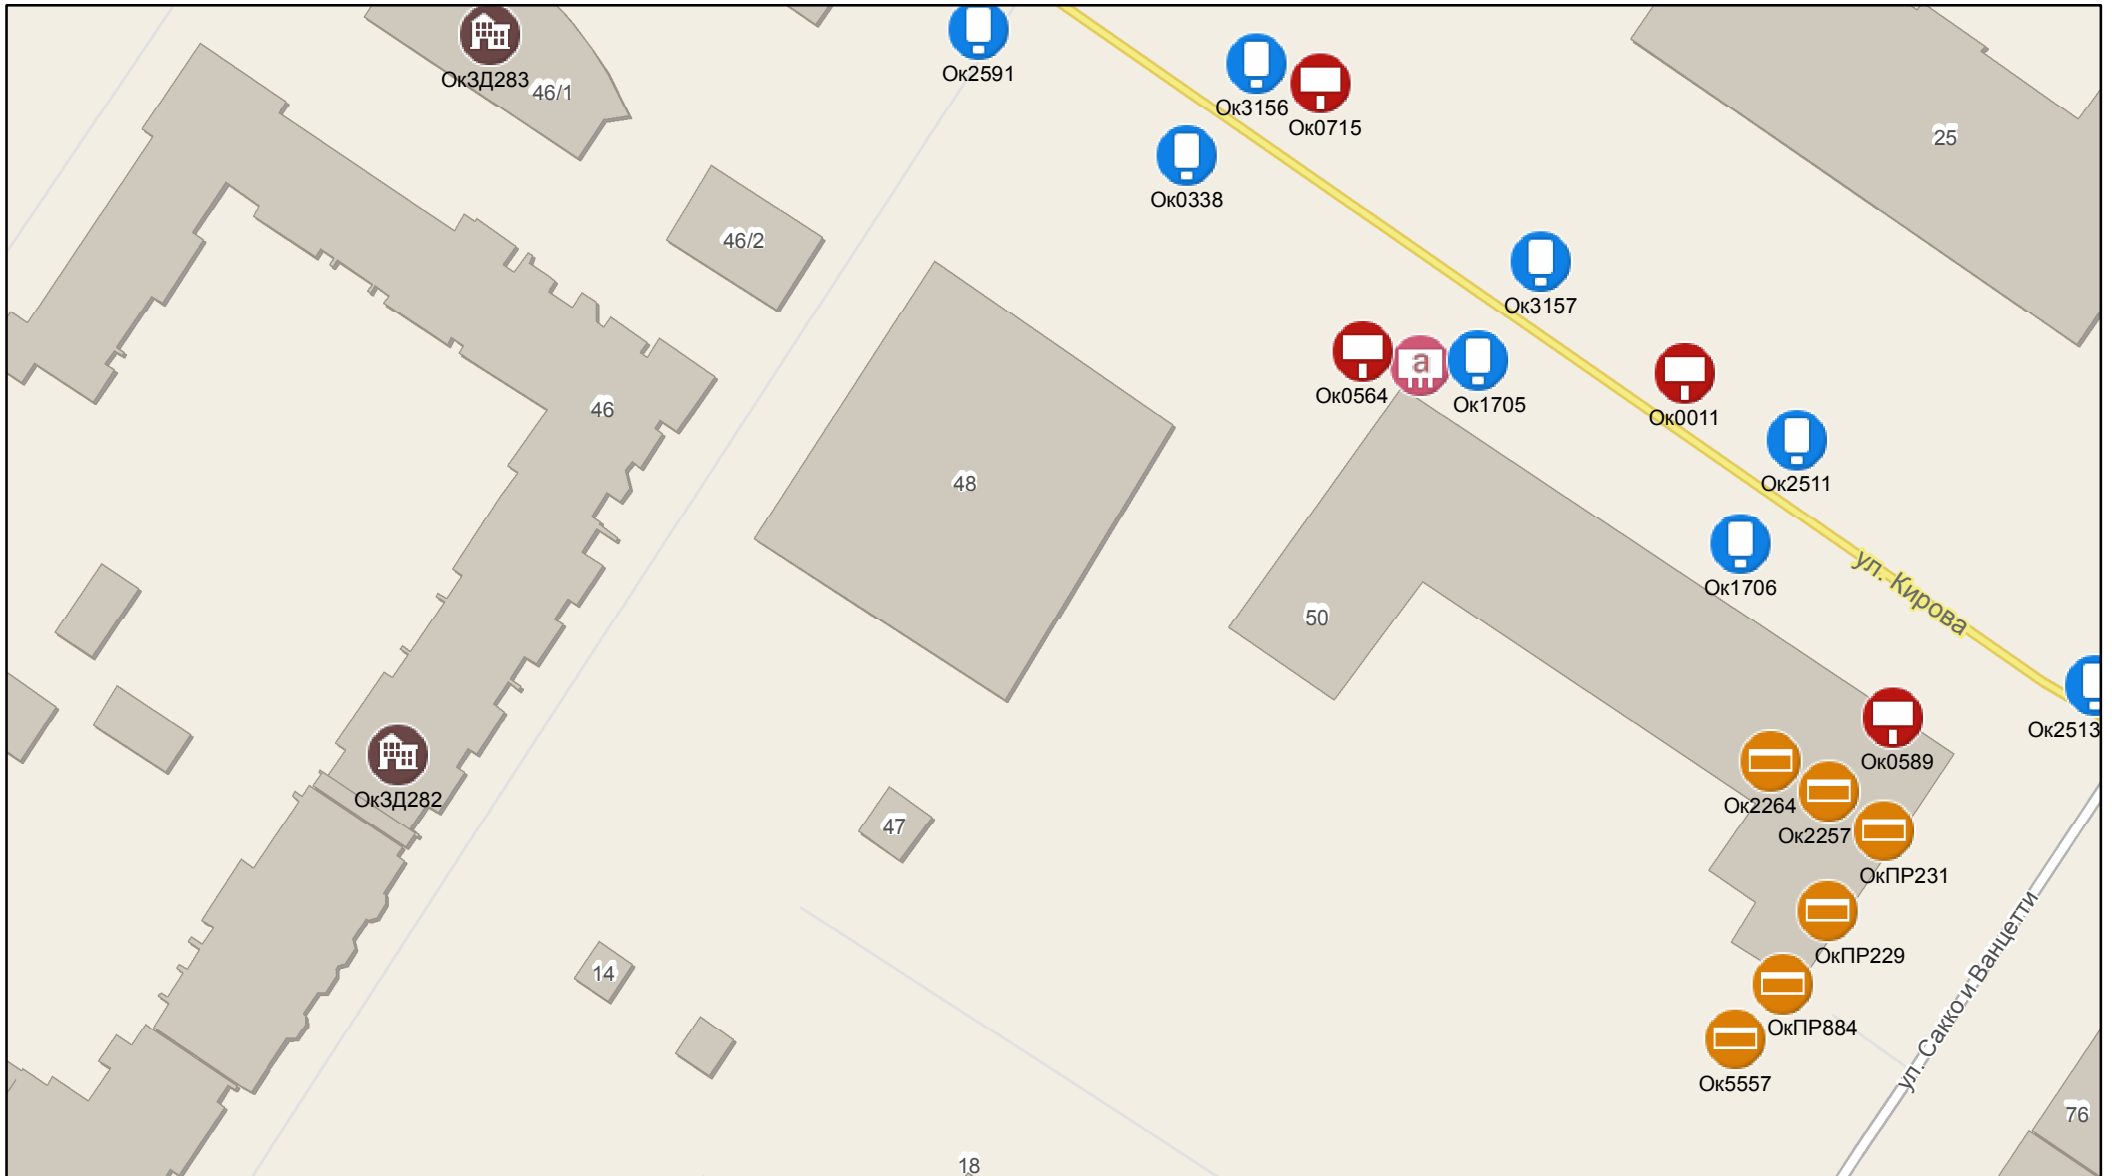 ОкЗД283
46/1
Ок2591
Ок3156
Ок0715
25
Ок0338
46/2
Ок3157
46
Ок0564
а
Ок1705
Ок0011
48
Ок2511
Ок1706
ул. Кирова
50
Ок2513
Ок0589
ОкЗД282
Ок2264
47
Ок2257
ОкПР231
ОкПР229
14
ул. Сакко и Ванцетти
ОкПР884
Ок5557
76
18